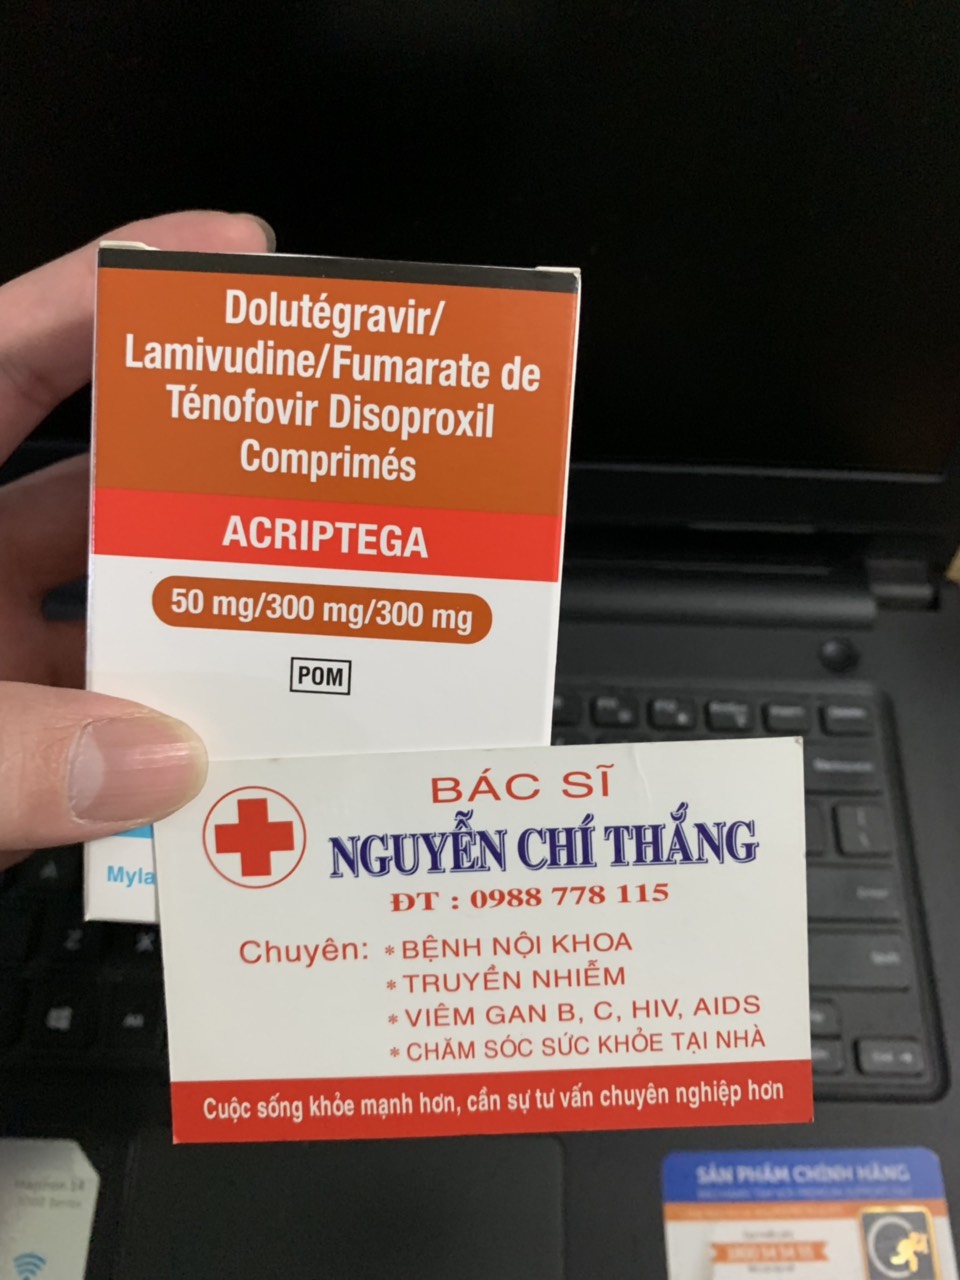 Dolutégravir/
Lamivudine/Fumarate de
Ténofovir Disoproxil
Comprimés
ACRIPTEGA
50 mg/300 mg/300 mg
POM
Myla
BÁC SĨ
NGUYỄN CHÍ THẮNG
ĐT : 0988 778 115
Chuyên: * BỆNH NỘI KHOA
* TRUYỀN NHIỄM
* VIÊM GAN B, C, HIV, AIDS
* CHĂM SÓC SỨC KHỎE TẠI NHÀ
Cuộc sống khỏe mạnh hơn, cần sự tư vấn chuyên nghiệp hơn
SẢN PHẨM CHÍNH HÃNG